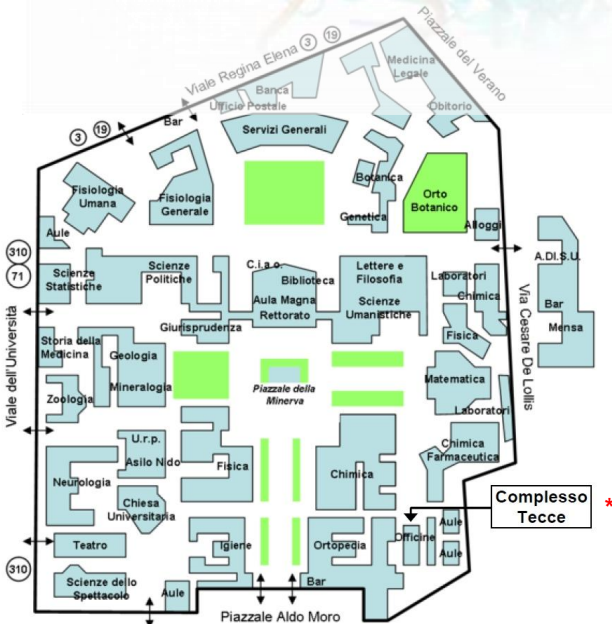 Piazzale del Verano
Viale Regina Elena
3
19
Medicina
Legale
Banca
Ufficio Postale
Obitorio
Bar
Servizi Generali
3
19
Botanica
Fisiologia
Umana
Fisiologia
Generale
Orto
Botanico
Genetica
Alloggi
Aule
310
71
A.DI.S.U.
Scienze
Statistiche
Scienze
Politiche
C.i.a.o.
Biblioteca
Lettere e
Filosofia
Laboratori
Chimica
Aula Magna
Rettorato
Scienze
Umanistiche
Bar
Mensa
Giurisprudenza
Storia della
Medicina
Geologia
Fisica
Via Cesare De Lollis
Viale dell'Università
Mineralogia
Piazzale della
Minerva
Matematica
Zoologia
Laboratori
U.r.p.
Asilo Nido
Fisica
Chimica
Chimica
Farmaceutica
Neurologia
Chiesa
Universitaria
Complesso
Tecce
*
Teatro
Igiene
Ortopedia
Officine
Aule
Aule
310
Scienze dello
Spettacolo
Aule
Bar
Piazzale Aldo Moro